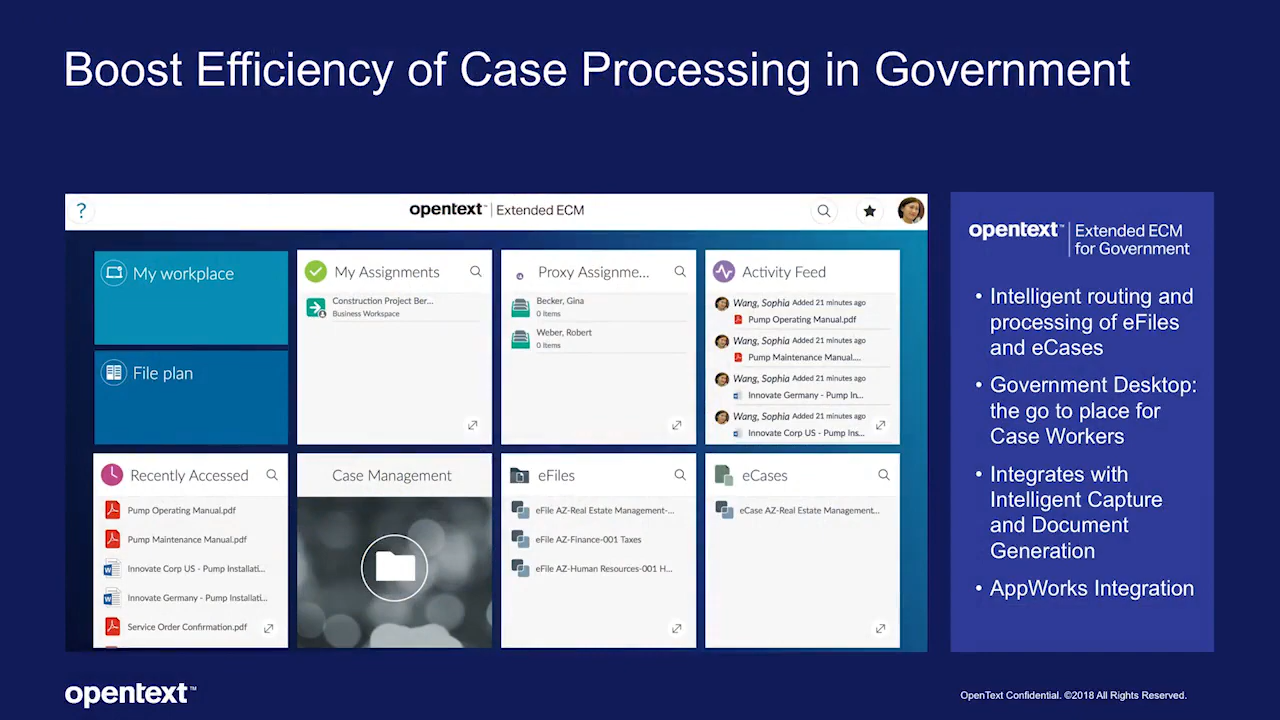 Boost Efficiency of Case Processing in Government
?
opentext™ | Extended ECM
My workplace
File plan
My Assignments
Construction Project Ber...
Business Workspace
Proxy Assignme...
Becker, Gina
0 Items
Weber, Robert
0 Items
Activity Feed
Wang, Sophia Added 21 minutes ago
Pump Operating Manual.pdf
Wang, Sophia Added 21 minutes ago
Pump Maintenance Manual....
Wang, Sophia Added 21 minutes ago
Innovate Germany - Pump In...
Wang, Sophia Added 21 minutes ago
Innovate Corp US - Pump Ins...
Recently Accessed
Pump Operating Manual.pdf
Pump Maintenance Manual.pdf
Innovate Corp US - Pump Installati...
Innovate Germany - Pump Installati...
Service Order Confirmation.pdf
Case Management
eFiles
eFile AZ-Real Estate Management-...
eFile AZ-Finance-001 Taxes
eFile AZ-Human Resources-001 H...
eCases
eCase AZ-Real Estate Management...
opentext™ | Extended ECM
for Government
• Intelligent routing and
processing of eFiles
and eCases
• Government Desktop:
the go to place for
Case Workers
• Integrates with
Intelligent Capture
and Document
Generation
• AppWorks Integration
opentext™
OpenText Confidential. ©2018 All Rights Reserved.